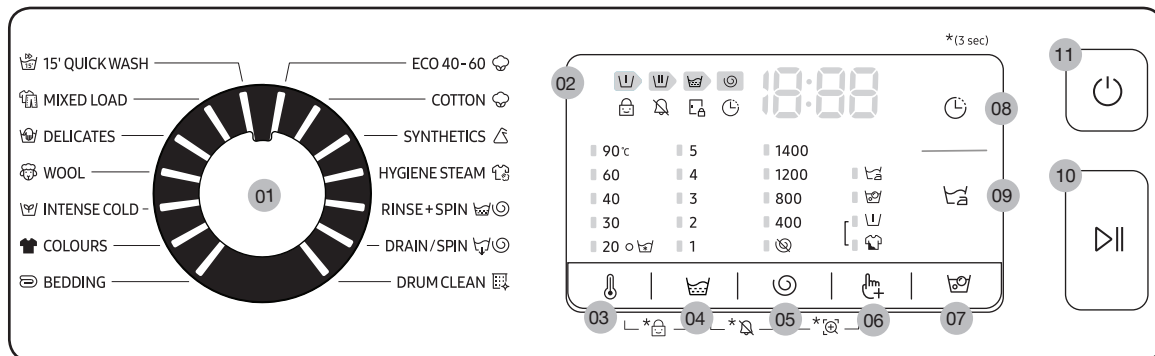 *(3 sec)
11
15' QUICK WASH
ECO 40-60
02
18:88
MIXED LOAD
COTTON
08
DELICATES
SYNTHETICS
90℃ 5 1400
WOOL
HYGIENE STEAM
60 4 1200
10
01
40 3 800
09
INTENSE COLD
RINSE+SPIN
30 2 400
COLOURS
DRAIN/SPIN
20 1
BEDDING
DRUM CLEAN
03 04 05 06 07
* * *